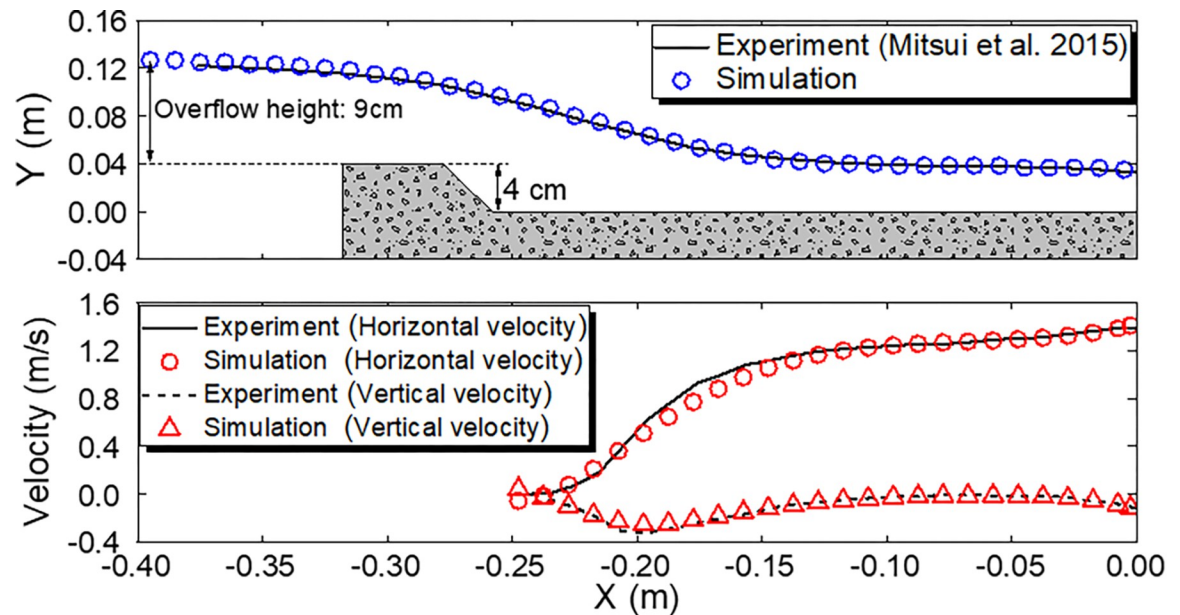 0.16
0.12
0.08
0.04
0.00
-0.04
Y (m)
Experiment (Mitsui et al. 2015)
Simulation
Overflow height: 9cm
4 cm
1.6
1.2
0.8
0.4
0.0
-0.4
Velocity (m/s)
Experiment (Horizontal velocity)
Simulation (Horizontal velocity)
Experiment (Vertical velocity)
Simulation (Vertical velocity)
-0.40 -0.35 -0.30 -0.25 -0.20 -0.15 -0.10 -0.05 0.00
X (m)